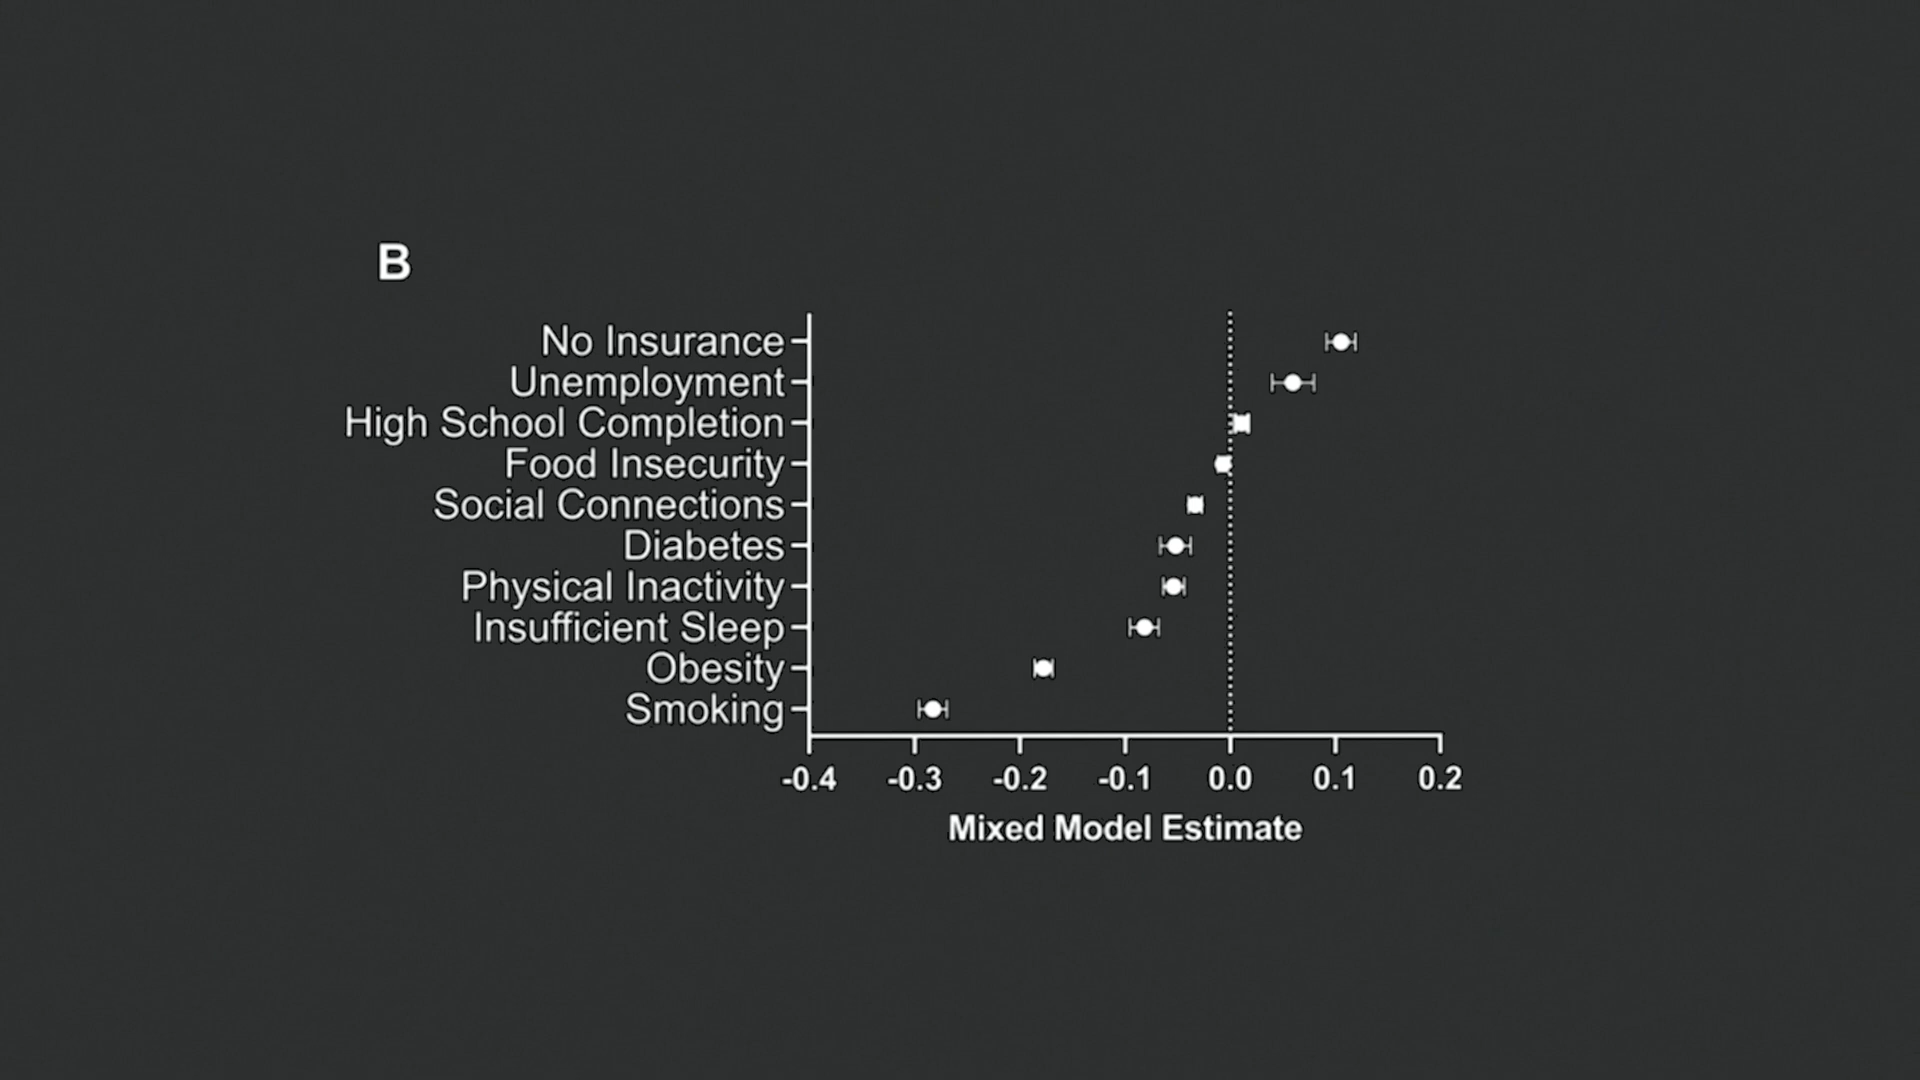 B
No Insurance
Unemployment
High School Completion
Food Insecurity
Social Connections
Diabetes
Physical Inactivity
Insufficient Sleep
Obesity
Smoking
-0.4 -0.3 -0.2 -0.1 0.0 0.1 0.2
Mixed Model Estimate